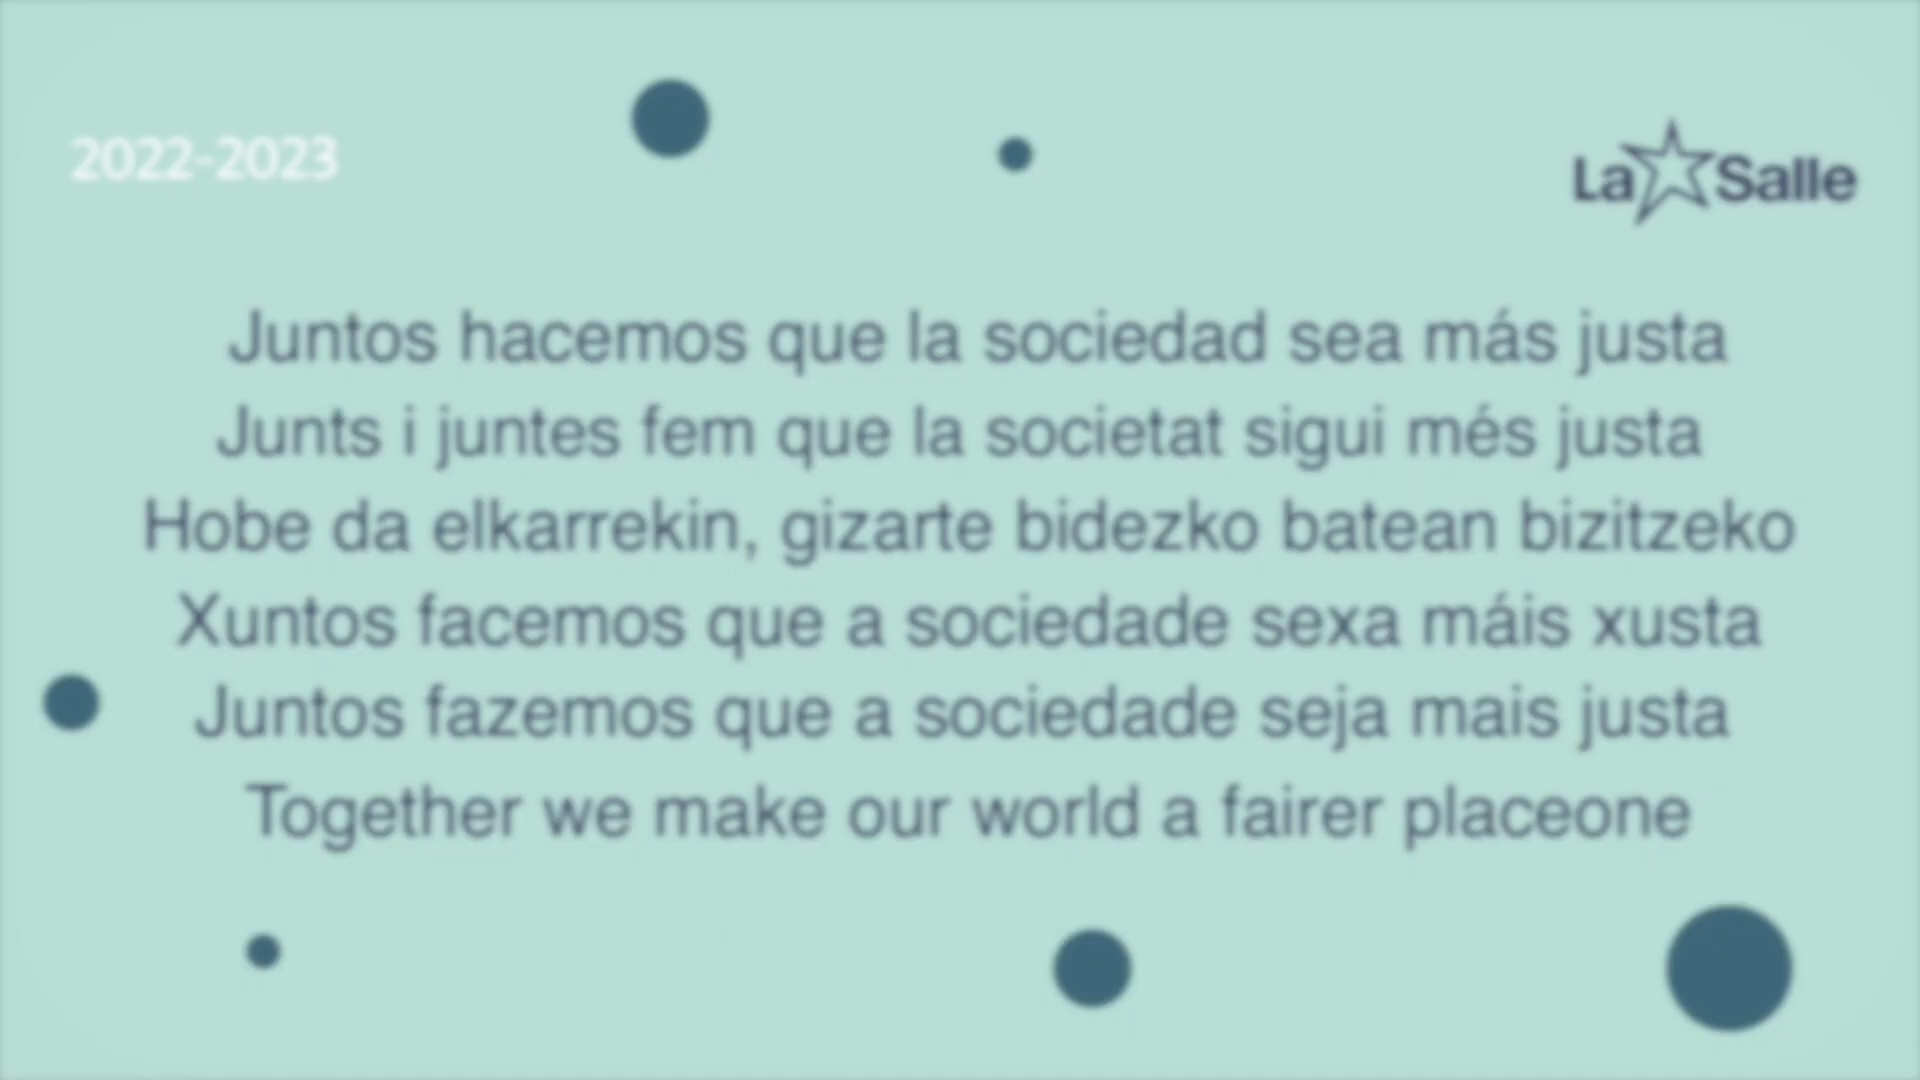 2022-2023
La Salle
Juntos hacemos que la sociedad sea más justa
Junts i juntes fem que la societat sigui més justa
Hobe da elkarrekin, gizarte bidezko batean bizitzeko
Xuntos facemos que a sociedade sexa máis xusta
Juntos fazemos que a sociedade seja mais justa
Together we make our world a fairer placeone